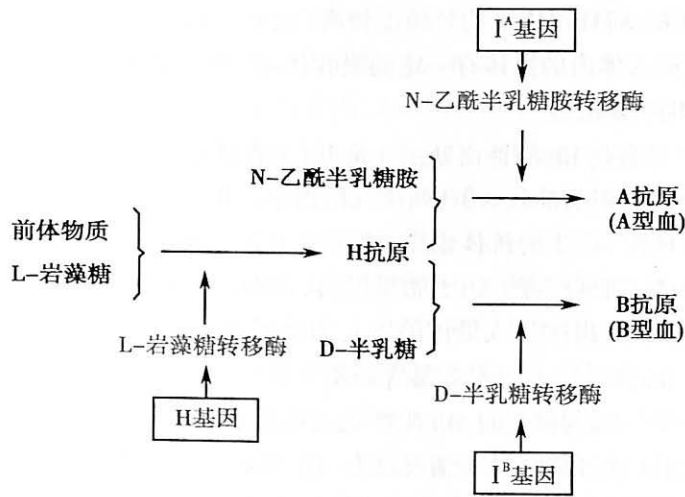 I^A基因
N-乙酰半乳糖胺转移酶
N-乙酰半乳糖胺
A抗原
(A型血)
前体物质
L-岩藻糖
H抗原
B抗原
(B型血)
L-岩藻糖转移酶
D-半乳糖
D-半乳糖转移酶
H基因
I^B基因